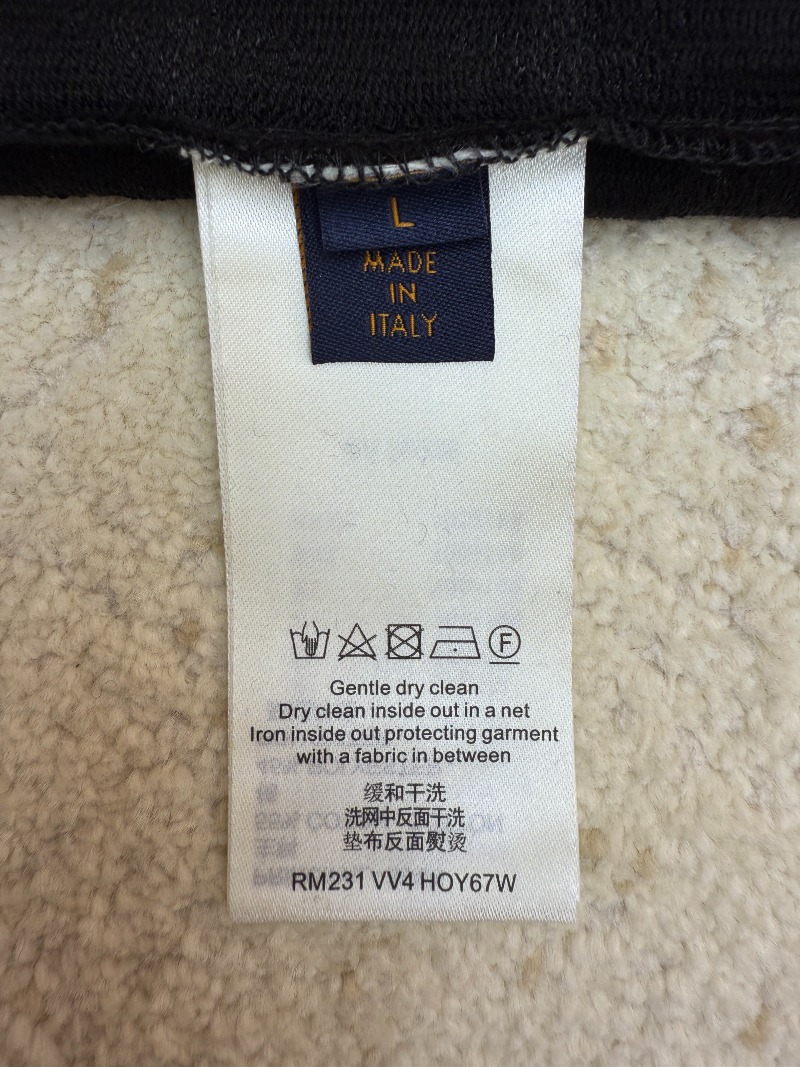 L
MADE
IN
ITALY
F
Gentle dry clean
Dry clean inside out in a net
Iron inside out protecting garment
with a fabric in between
缓和干洗
洗网中反面干洗
垫布反面熨烫
RM231 VV4 HOY67W